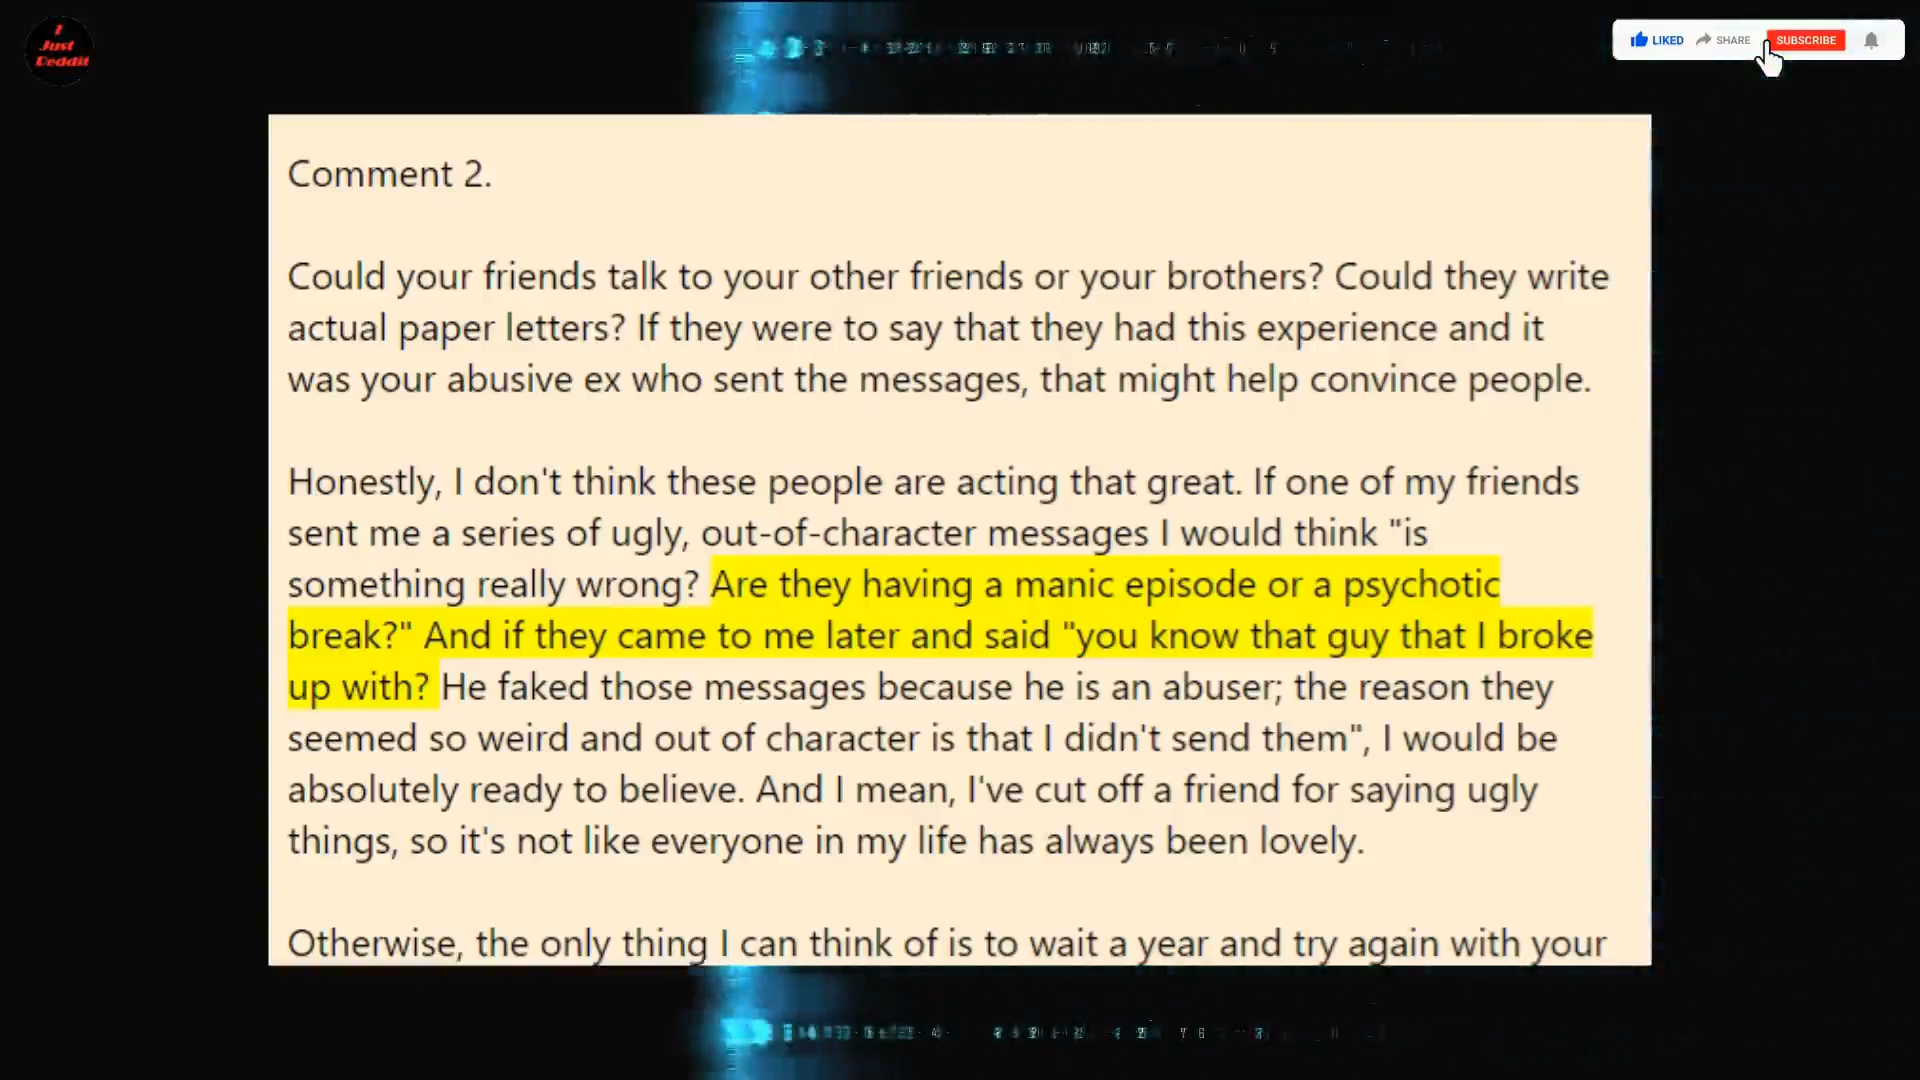 I
Just
Reddit
LIKED
SHARE
SUBSCRIBE
Comment 2.
Could your friends talk to your other friends or your brothers? Could they write
actual paper letters? If they were to say that they had this experience and it
was your abusive ex who sent the messages, that might help convince people.
Honestly, I don't think these people are acting that great. If one of my friends
sent me a series of ugly, out-of-character messages I would think "is
something really wrong? Are they having a manic episode or a psychotic
break?" And if they came to me later and said "you know that guy that I broke
up with? He faked those messages because he is an abuser; the reason they
seemed so weird and out of character is that I didn't send them", I would be
absolutely ready to believe. And I mean, I've cut off a friend for saying ugly
things, so it's not like everyone in my life has always been lovely.
Otherwise, the only thing I can think of is to wait a year and try again with your